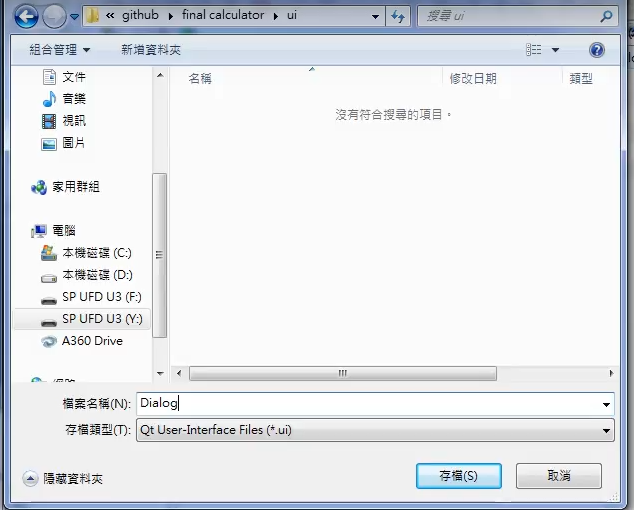 « github ▸ final calculator ▸ ui
搜尋 ui
組合管理 ▼ 新增資料夾
名稱 修改日期 類型
沒有符合搜尋的項目。
文件
音樂
視訊
圖片
家用群組
電腦
本機磁碟 (C:)
本機磁碟 (D:)
SP UFD U3 (F:)
SP UFD U3 (Y:)
A360 Drive
檔案名稱(N): Dialog
存檔類型(T): Qt User-Interface Files (*.ui)
隱藏資料夾 存檔(S) 取消